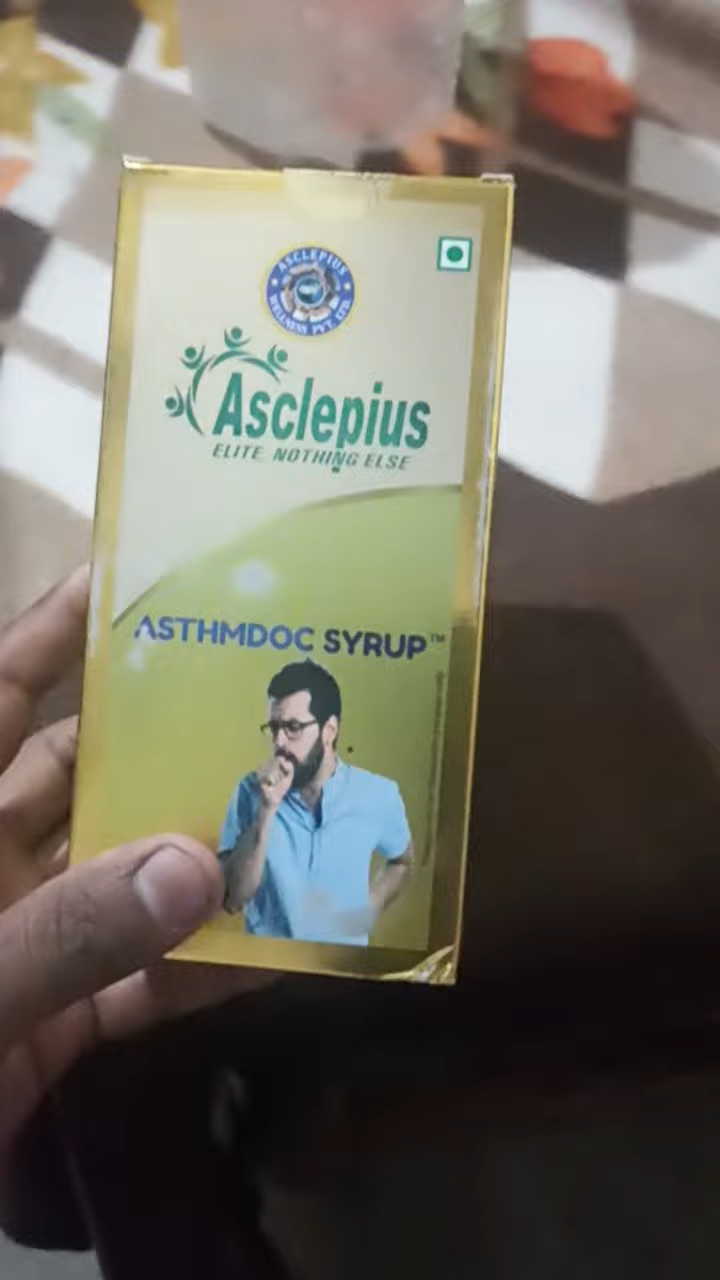 ASCLEPIUS
WELLNESS PVT. LTD.
Asclepius
ELITE NOTHING ELSE
ASTHMDOC SYRUP™